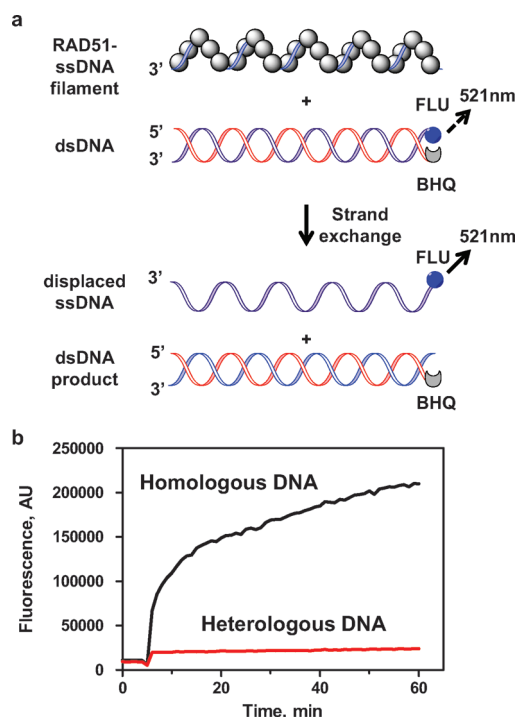 a
RAD51-
ssDNA
filament
3’
+
FLU
521nm
dsDNA
5’
3’
BHQ
Strand
exchange
521nm
FLU
displaced
ssDNA
3’
+
dsDNA
product
5’
3’
BHQ
b
250000
200000
150000
100000
50000
0
Fluorescence, AU
Homologous DNA
Heterologous DNA
0 20 40 60
Time, min